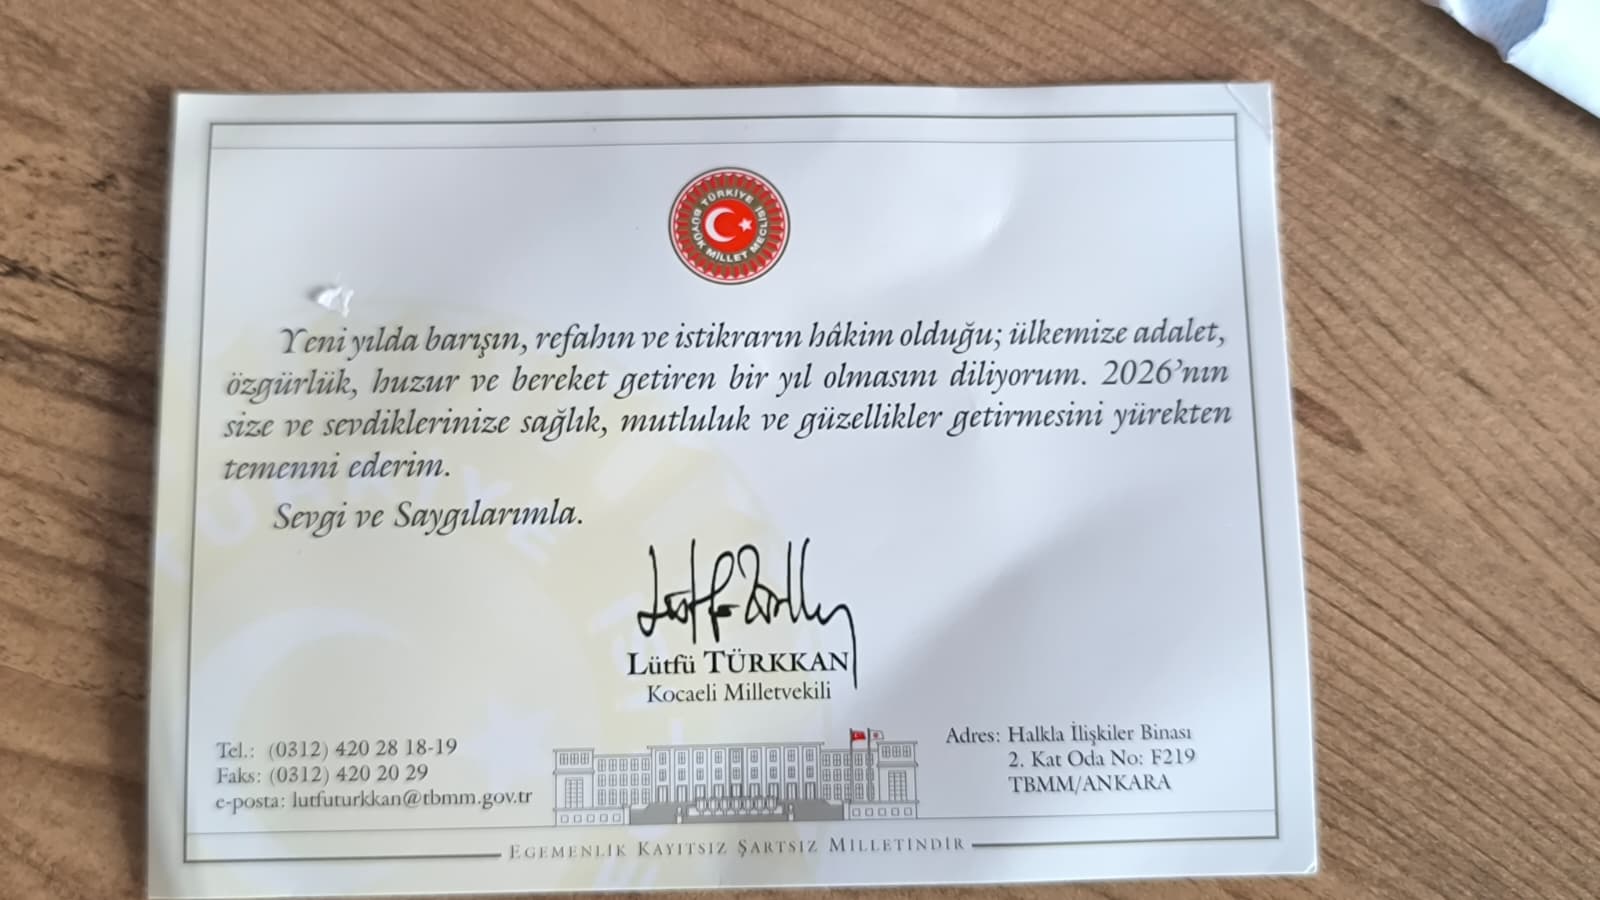 TÜRKİYE BÜYÜK MİLLET MECLİSİ
Yeni yılda barışın, refahın ve istikrarın hâkim olduğu; ülkemize adalet,
özgürlük, huzur ve bereket getiren bir yıl olmasını diliyorum. 2026'nın
size ve sevdiklerinize sağlık, mutluluk ve güzellikler getirmesini yürekten
temenni ederim.
Sevgi ve Saygılarımla.
Lütfü TÜRKKAN
Kocaeli Milletvekili
Tel.: (0312) 420 28 18-19
Faks: (0312) 420 20 29
e-posta: lutfuturkkan@tbmm.gov.tr
Adres: Halkla İlişkiler Binası
2. Kat Oda No: F219
TBMM/ANKARA
EGEMENLİK KAYITSIZ ŞARTSIZ MİLLETİNDİR